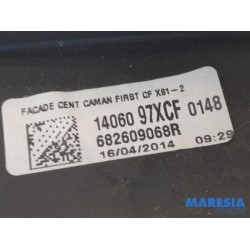 FACADE CENT CAMAN FIRST CF X61-2
14060 97XCF 0148
682609068R
16/04/2014 09:29
MARESIA